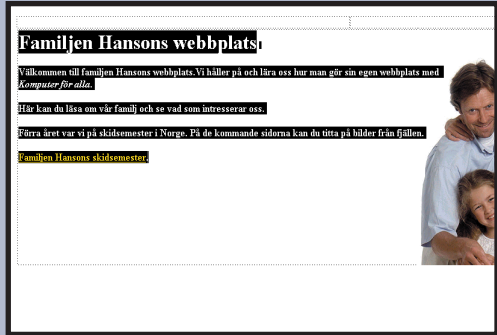 Familjen Hansons webbplats
Välkommen till familjen Hansons webbplats.Vi håller på och lära oss hur man gör sin egen webbplats med
Komputer för alla.
Här kan du läsa om vår familj och se vad som intresserar oss.
Förra året var vi på skidsemester i Norge. På de kommande sidorna kan du titta på bilder från fjällen.
Familjen Hansons skidsemester.